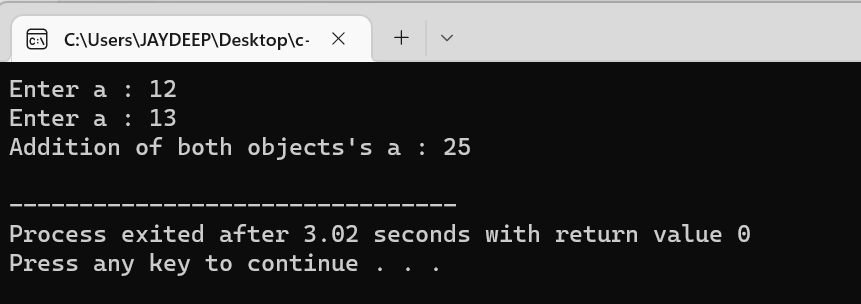 C:\Users\JAYDEEP\Desktop\c-
Enter a : 12
Enter a : 13
Addition of both objects's a : 25
--------------------------------
Process exited after 3.02 seconds with return value 0
Press any key to continue . . .